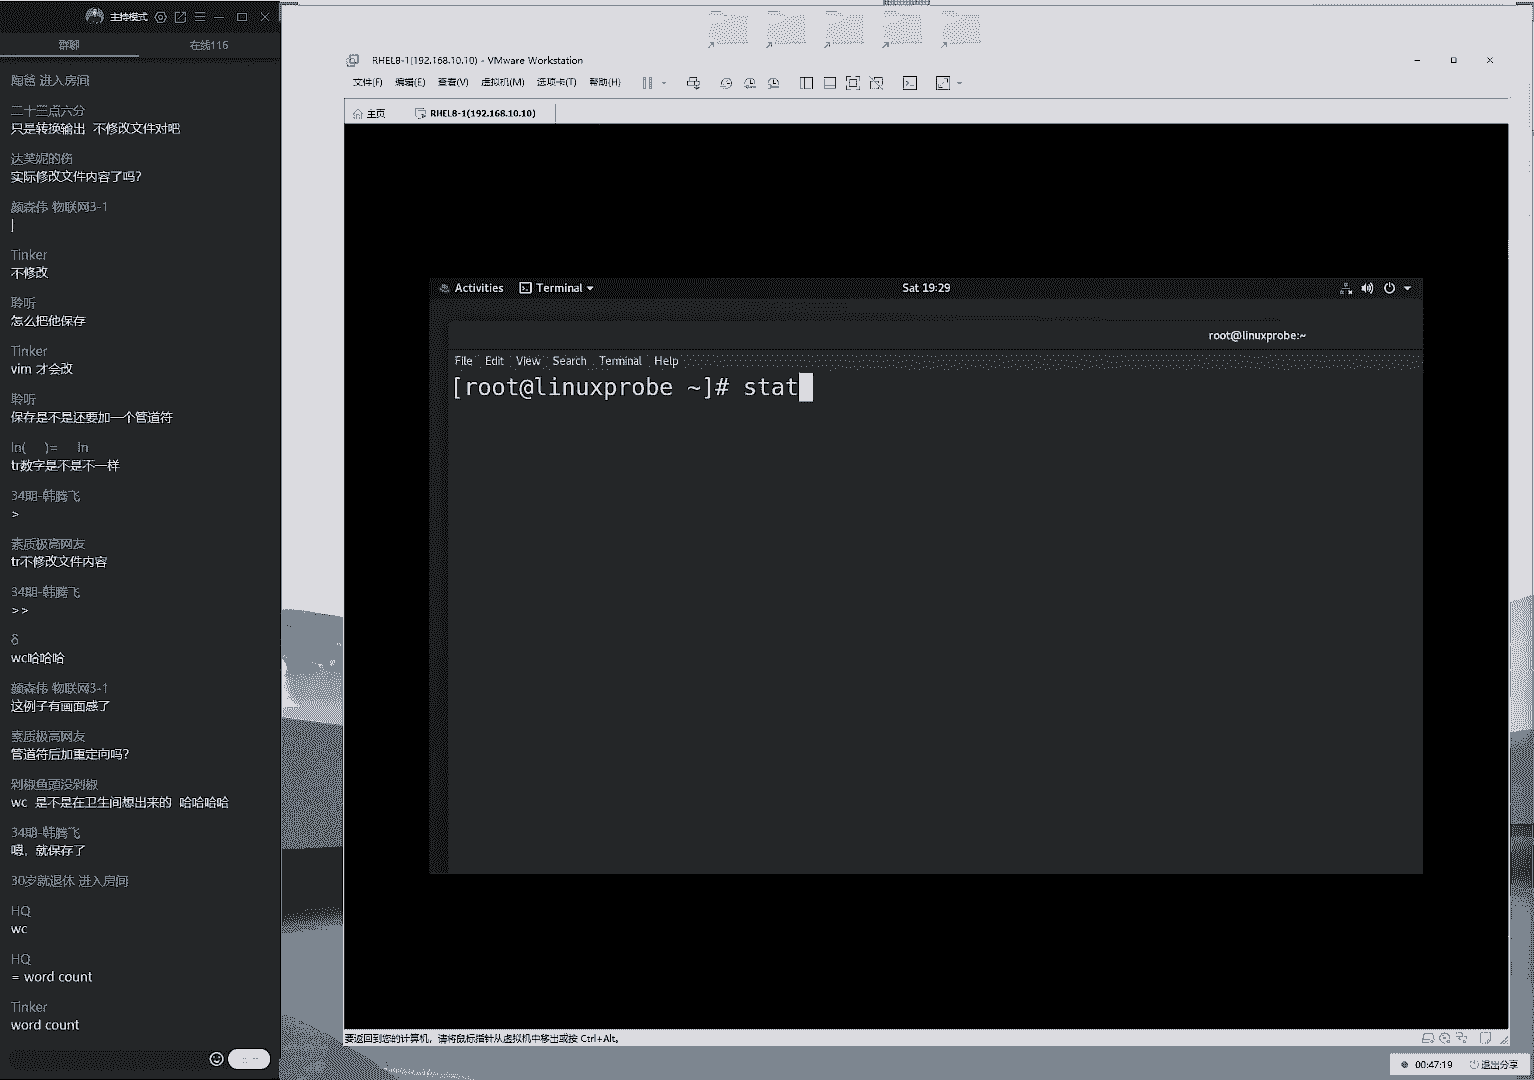 主持模式
群聊
在线116
陶爸 进入房间
二十三点六分
只是转换输出 不修改文件对吧
达芙妮的伤
实际修改文件内容了吗?
颜森伟 物联网3-1
|
Tinker
不修改
聆听
怎么把他保存
Tinker
vim 才会改
聆听
保存是不是还要加一个管道符
ln( )= ln
tr数字是不是不一样
34期-韩腾飞
>
素质极高网友
tr不修改文件内容
34期-韩腾飞
>>
δ
wc哈哈哈
颜森伟 物联网3-1
这例子有画面感了
素质极高网友
管道符后加重定向吗?
剁椒鱼头没剁椒
wc 是不是在卫生间想出来的 哈哈哈哈
34期-韩腾飞
嗯，就保存了
30岁就退休 进入房间
HQ
wc
HQ
= word count
Tinker
word count
RHEL8-1(192.168.10.10) - VMware Workstation
文件(F) 编辑(E) 查看(V) 虚拟机(M) 选项卡(T) 帮助(H)
主页 RHEL8-1(192.168.10.10)
Activities Terminal Sat 19:29
root@linuxprobe:~
File Edit View Search Terminal Help
[root@linuxprobe ~]# stat
要返回到您的计算机，请将鼠标指针从虚拟机中移出或按 Ctrl+Alt。
00:47:19 退出分享